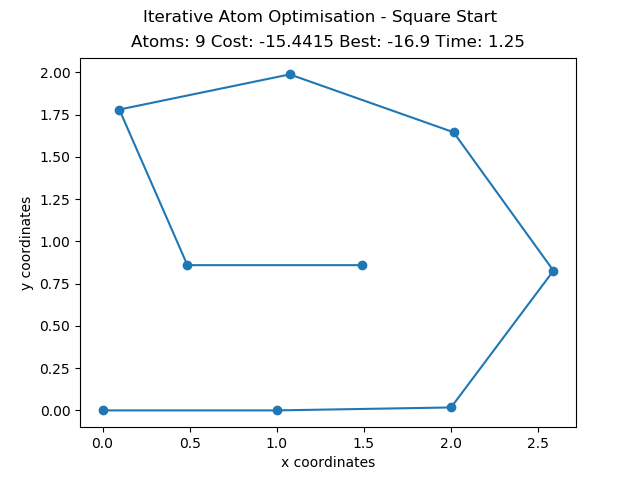 Iterative Atom Optimisation - Square Start
Atoms: 9 Cost: -15.4415 Best: -16.9 Time: 1.25
2.00
1.75
1.50
1.25
1.00
0.75
0.50
0.25
0.00
y coordinates
0.0 0.5 1.0 1.5 2.0 2.5
x coordinates